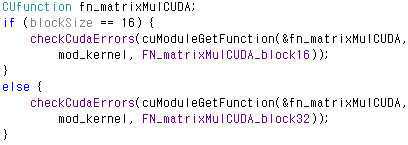 CUfunction fn_matrixMulCUDA;
if (blockSize == 16) {
checkCudaErrors(cuModuleGetFunction(&fn_matrixMulCUDA,
mod_kernel, FN_matrixMulCUDA_block16));
}
else {
checkCudaErrors(cuModuleGetFunction(&fn_matrixMulCUDA,
mod_kernel, FN_matrixMulCUDA_block32));
}